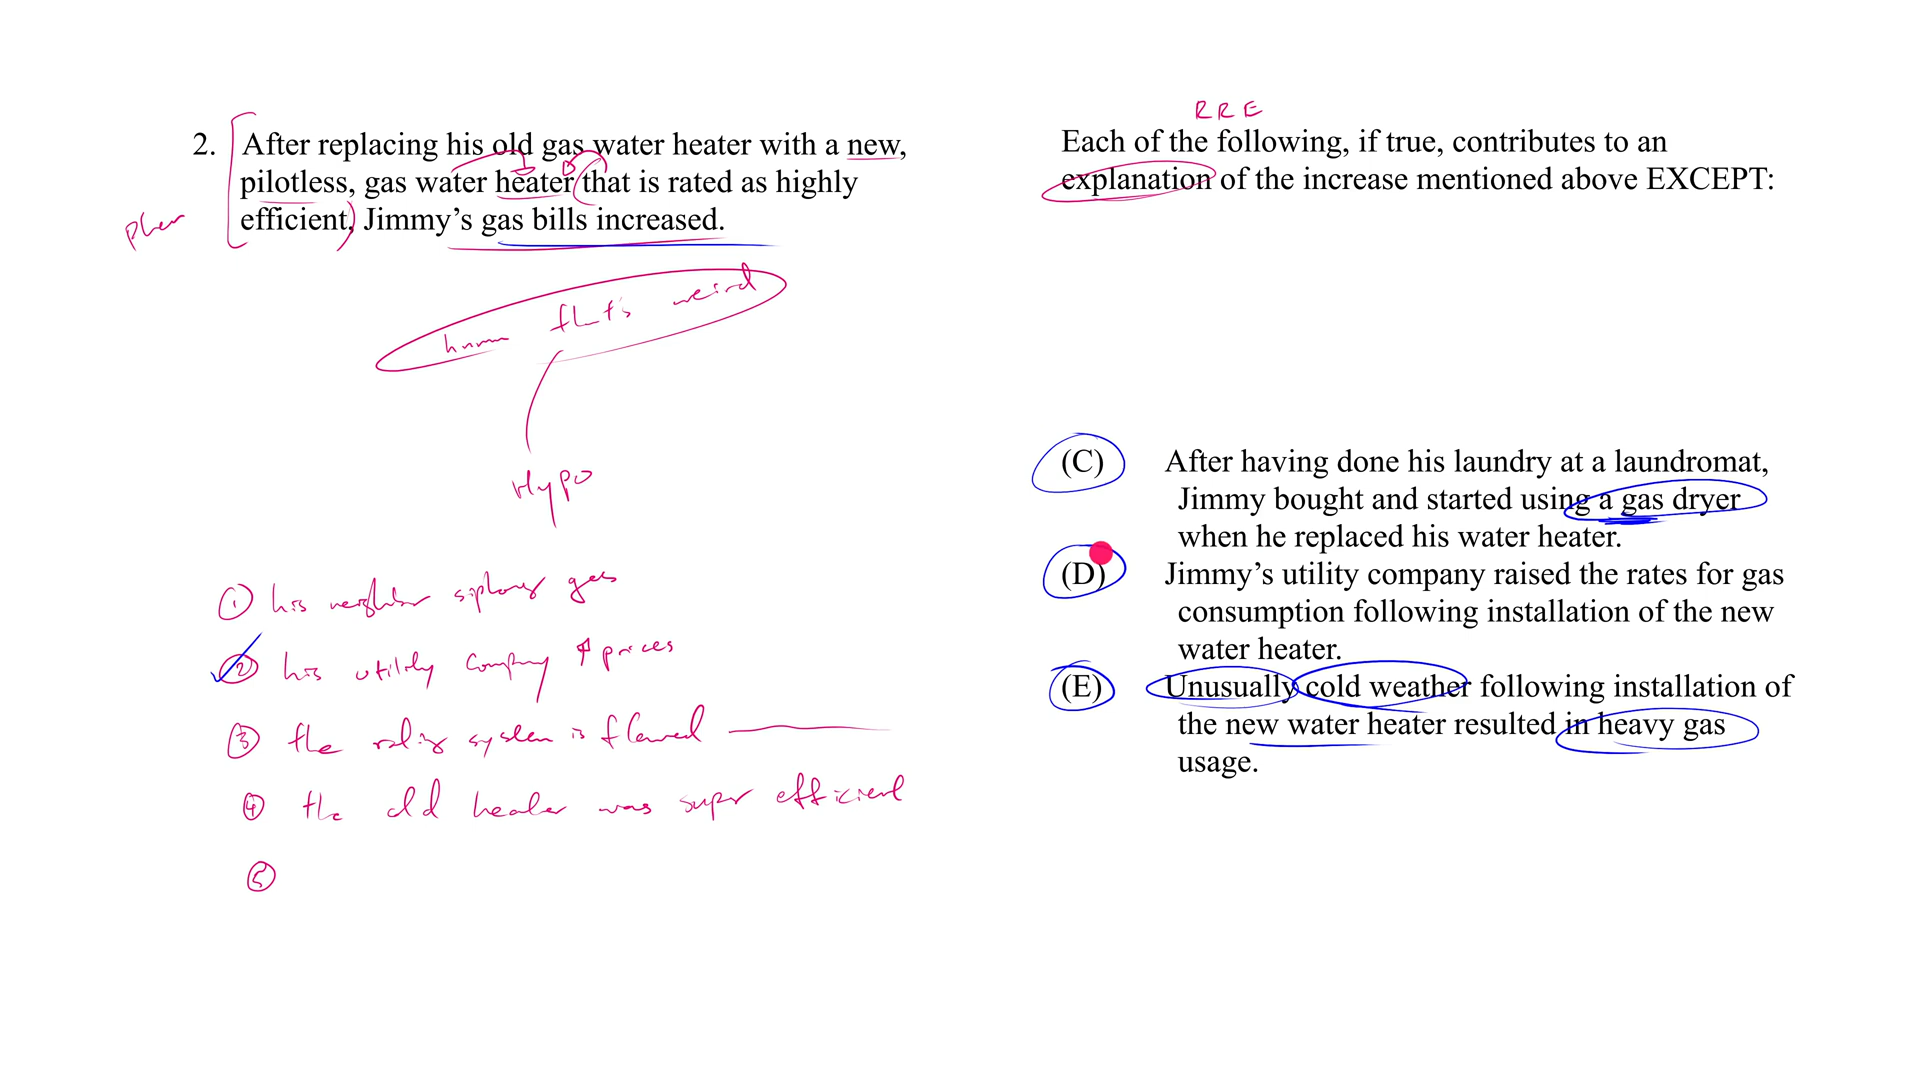 2. After replacing his old gas water heater with a new,
pilotless, gas water heater that is rated as highly
efficient, Jimmy's gas bills increased.
phen
hmm that's weird
Hypo
① his neighbor siphons gas
② his utility company ↑ prices
③ the rating system is flawed
④ the old heater was super efficient
⑤
RRE
Each of the following, if true, contributes to an
explanation of the increase mentioned above EXCEPT:
(C) After having done his laundry at a laundromat,
Jimmy bought and started using a gas dryer
when he replaced his water heater.
(D) Jimmy's utility company raised the rates for gas
consumption following installation of the new
water heater.
(E) Unusually cold weather following installation of
the new water heater resulted in heavy gas
usage.